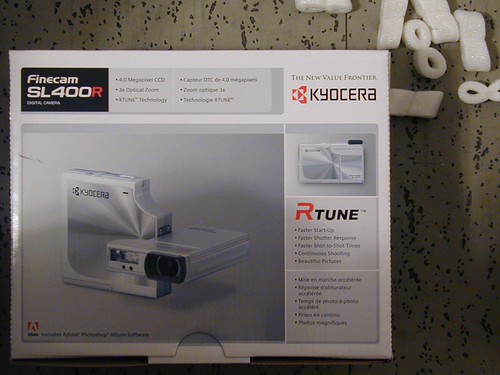 Finecam
SL400R
DIGITAL CAMERA
• 4.0 Megapixel CCD
• 3x Optical Zoom
• RTUNE™ Technology
• Capteur DTC de 4,0 mégapixels
• Zoom optique 3x
• Technologie RTUNE™
THE NEW VALUE FRONTIER
KYOCERA
KYOCERA
RTUNE™
• Faster Start-Up
• Faster Shutter Response
• Faster Shot-to-Shot Times
• Continuous Shooting
• Beautiful Pictures
• Mise en marche accélérée
• Réponse d'obturateur
accélérée
• Temps de photo à photo
accéléré
• Prises en continu
• Photos magnifiques
Adobe Includes Adobe® Photoshop® Album Software